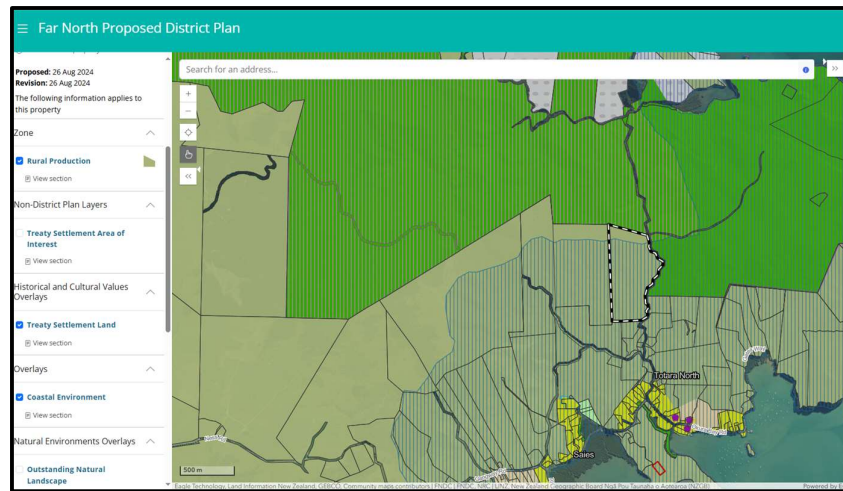 Far North Proposed District Plan
Search for an address...
Proposed: 26 Aug 2024
Revision: 26 Aug 2024
The following information applies to
this property
Zone
Rural Production
View section
Non-District Plan Layers
Treaty Settlement Area of
Interest
View section
Historical and Cultural Values
Overlays
Treaty Settlement Land
View section
Overlays
Coastal Environment
View section
Natural Environments Overlays
Outstanding Natural
Landscape
Totara North
Saies
500 m
Eagle Technology, Land Information New Zealand, GEBCO, Community maps contributors | FNDC | FNDC, NRC | LINZ, New Zealand Geographic Board Ngā Pou Taunaha o Aotearoa (NZGB)
Powered by E